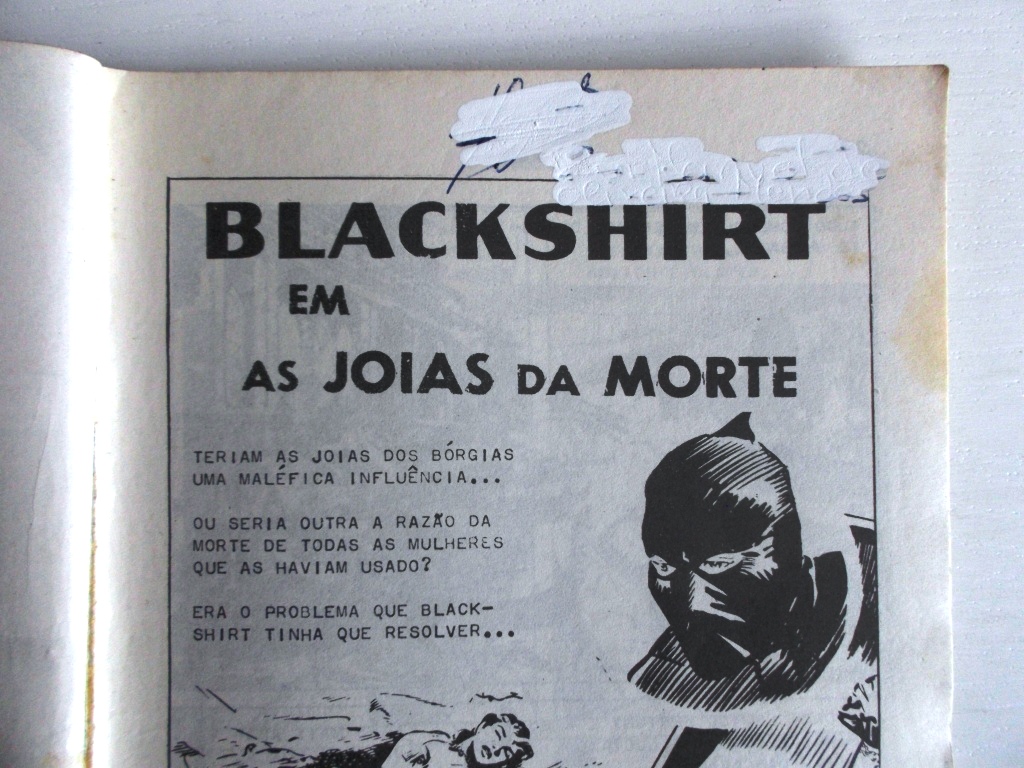 BLACKSHIRT
EM
AS JOIAS DA MORTE
TERIAM AS JOIAS DOS BÓRGIAS
UMA MALÉFICA INFLUÊNCIA...
OU SERIA OUTRA A RAZÃO DA
MORTE DE TODAS AS MULHERES
QUE AS HAVIAM USADO?
ERA O PROBLEMA QUE BLACK-
SHIRT TINHA QUE RESOLVER...